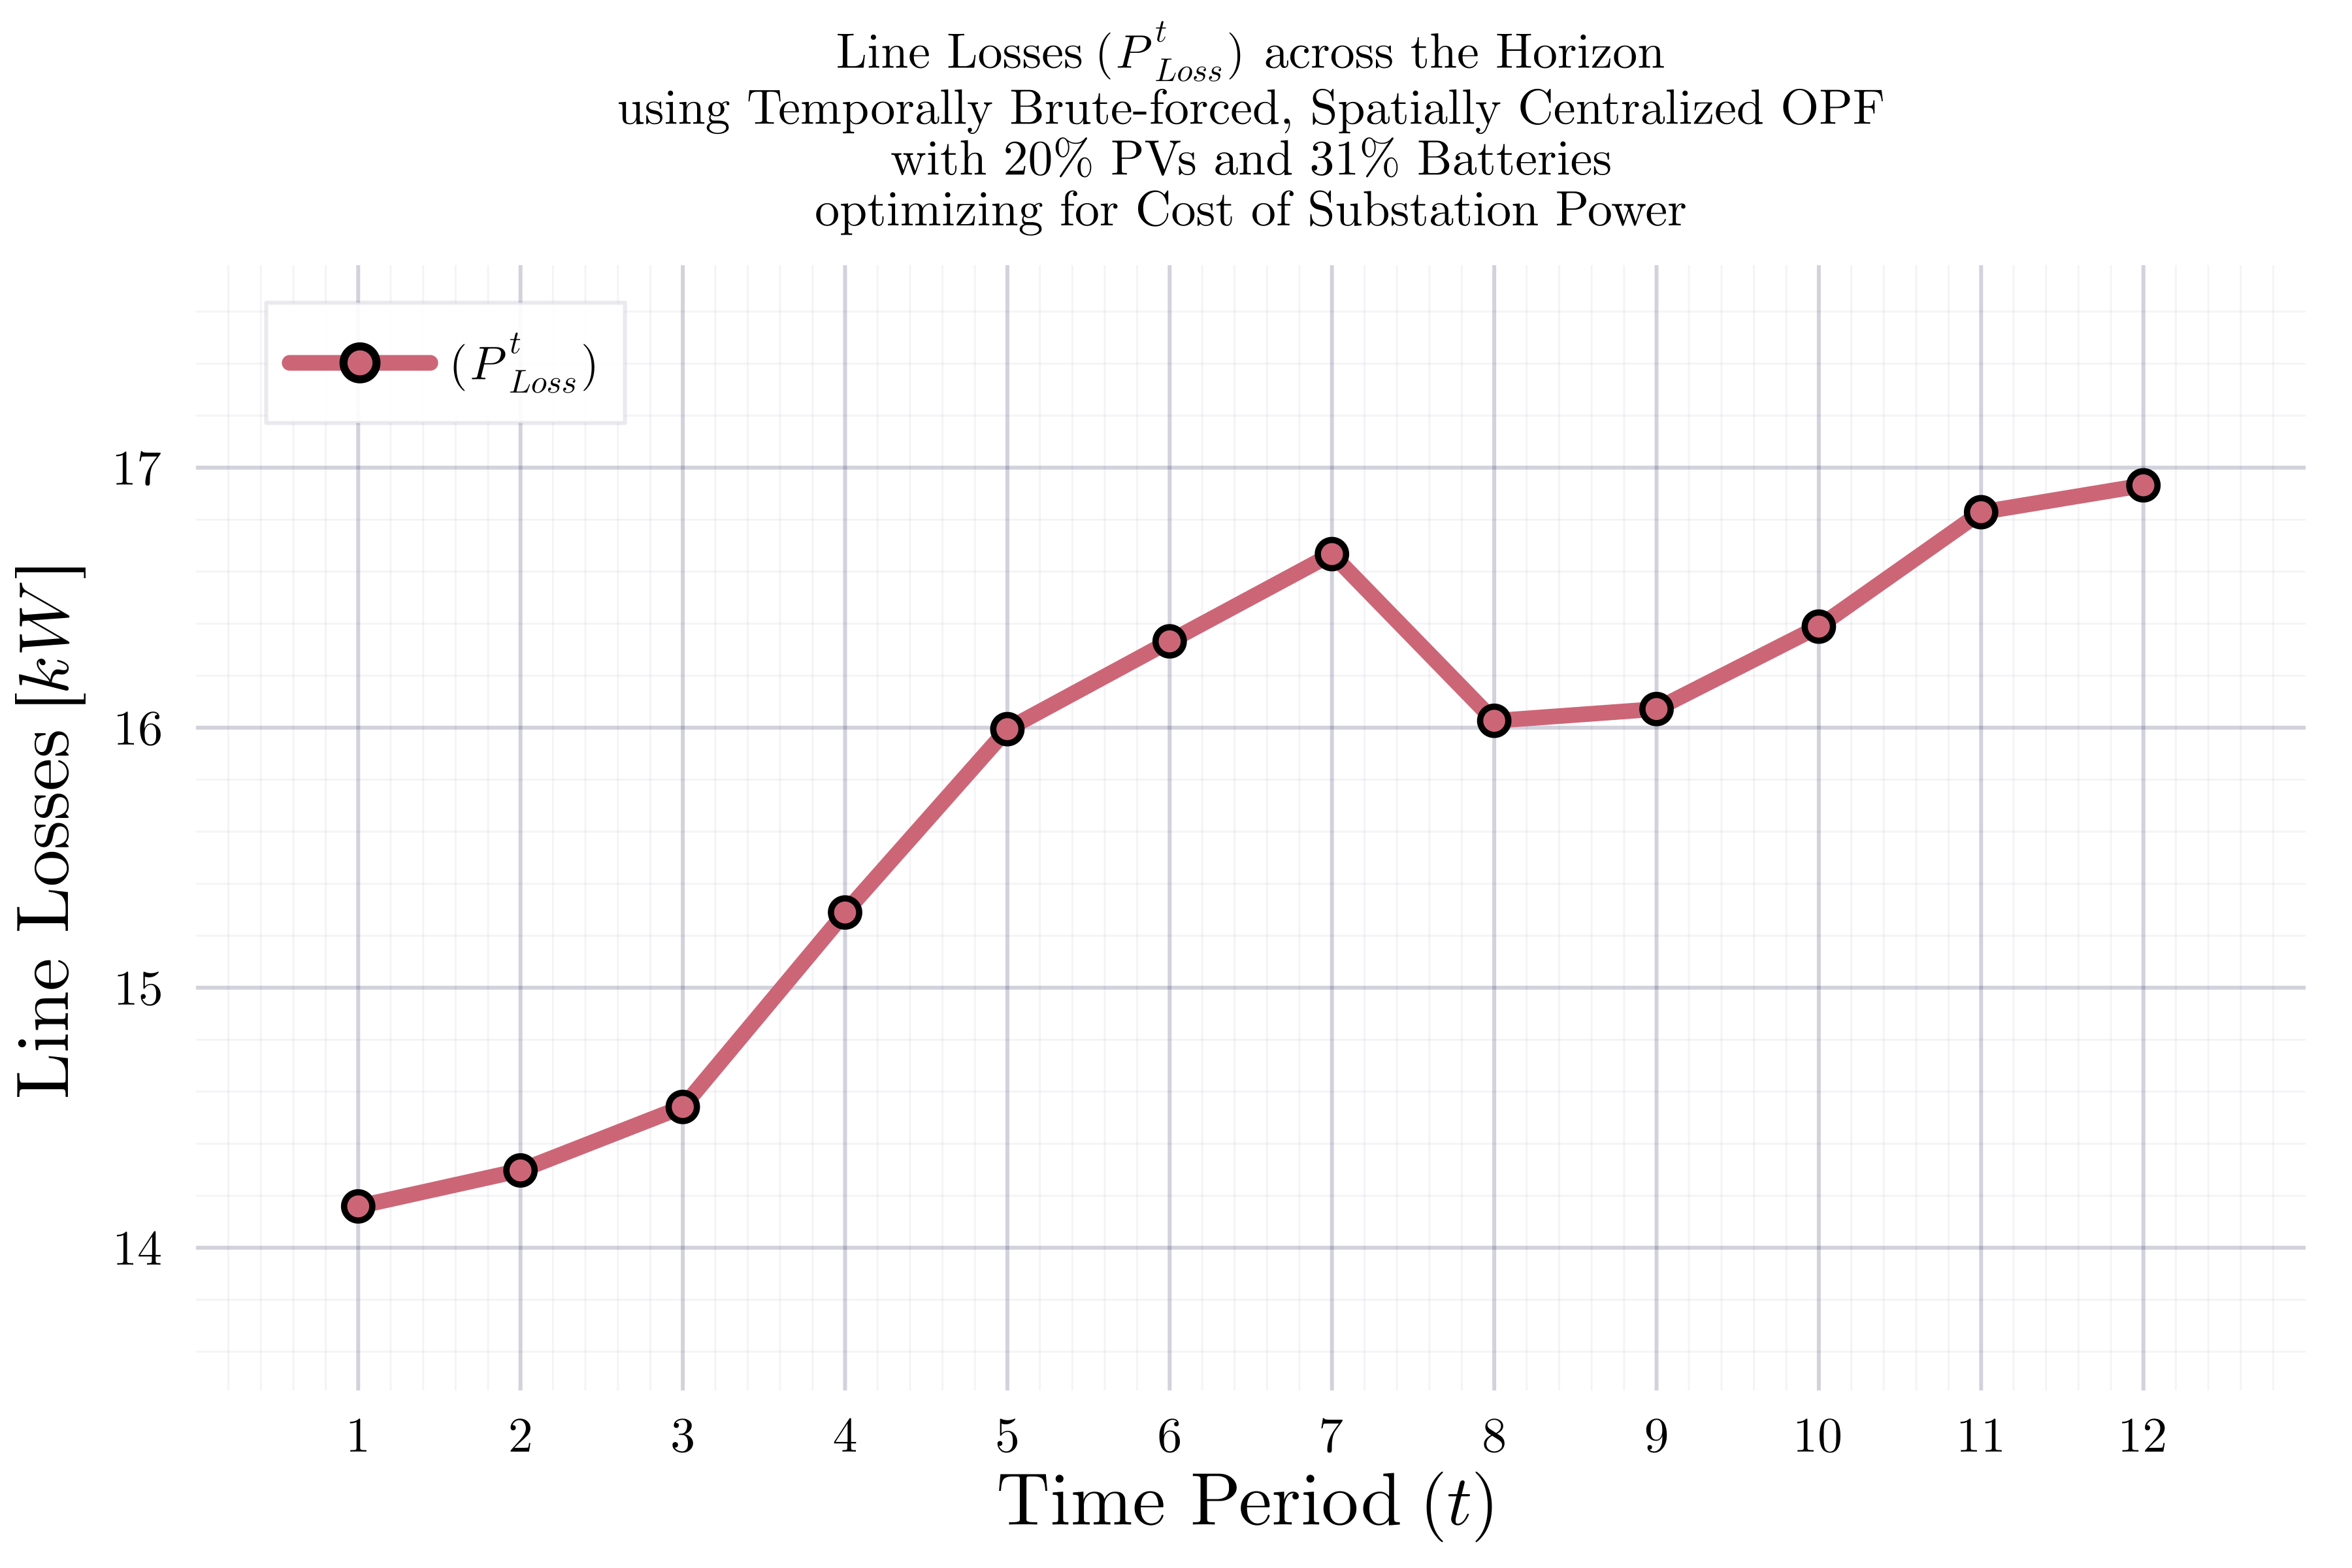 Line Losses (P^t_Loss) across the Horizon
using Temporally Brute-forced, Spatially Centralized OPF
with 20% PVs and 31% Batteries
optimizing for Cost of Substation Power
(P^t_Loss)
Line Losses [kW]
17
16
15
14
1 2 3 4 5 6 7 8 9 10 11 12
Time Period (t)